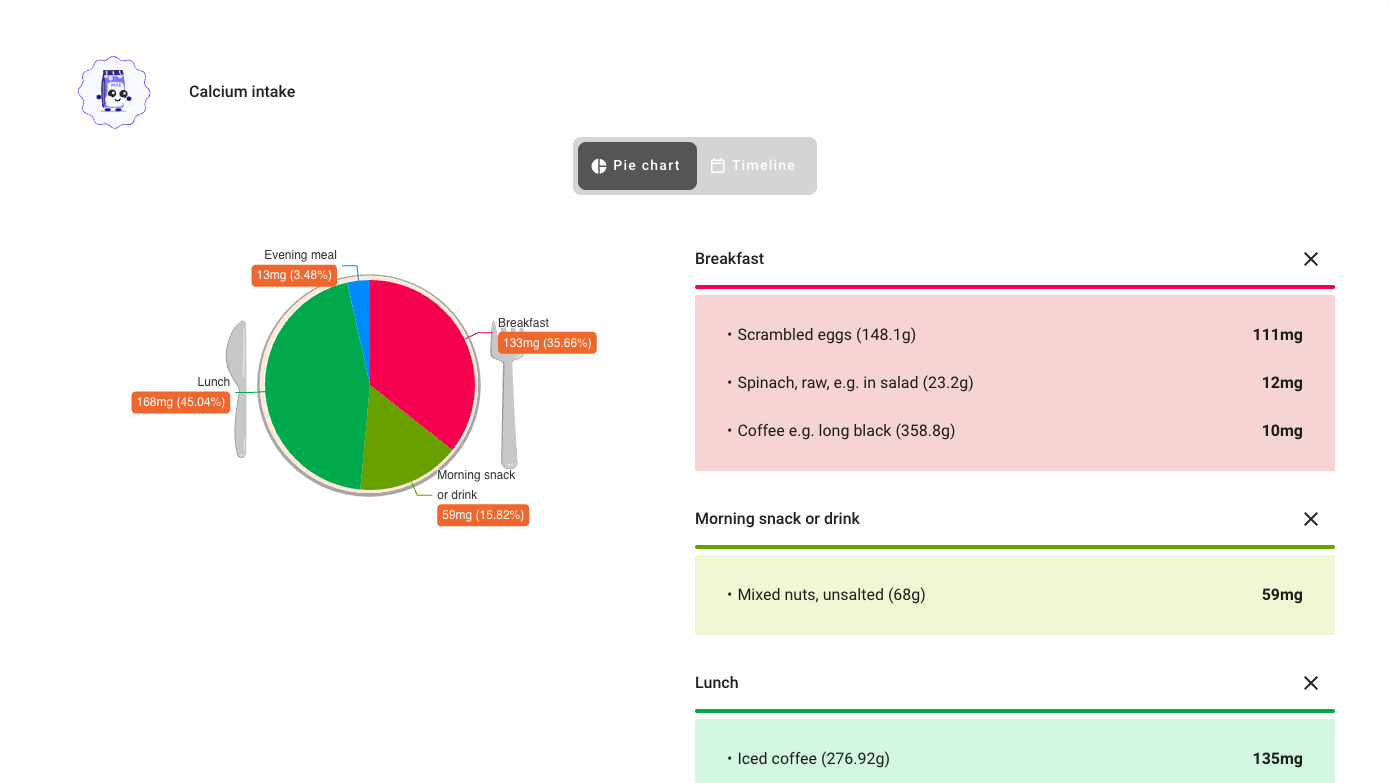 Calcium intake
Pie chart
Timeline
Evening meal
13mg (3.48%)
Breakfast
133mg (35.66%)
Lunch
168mg (45.04%)
Morning snack
or drink
59mg (15.82%)
Breakfast
• Scrambled eggs (148.1g) 111mg
• Spinach, raw, e.g. in salad (23.2g) 12mg
• Coffee e.g. long black (358.8g) 10mg
Morning snack or drink
• Mixed nuts, unsalted (68g) 59mg
Lunch
• Iced coffee (276.92g) 135mg